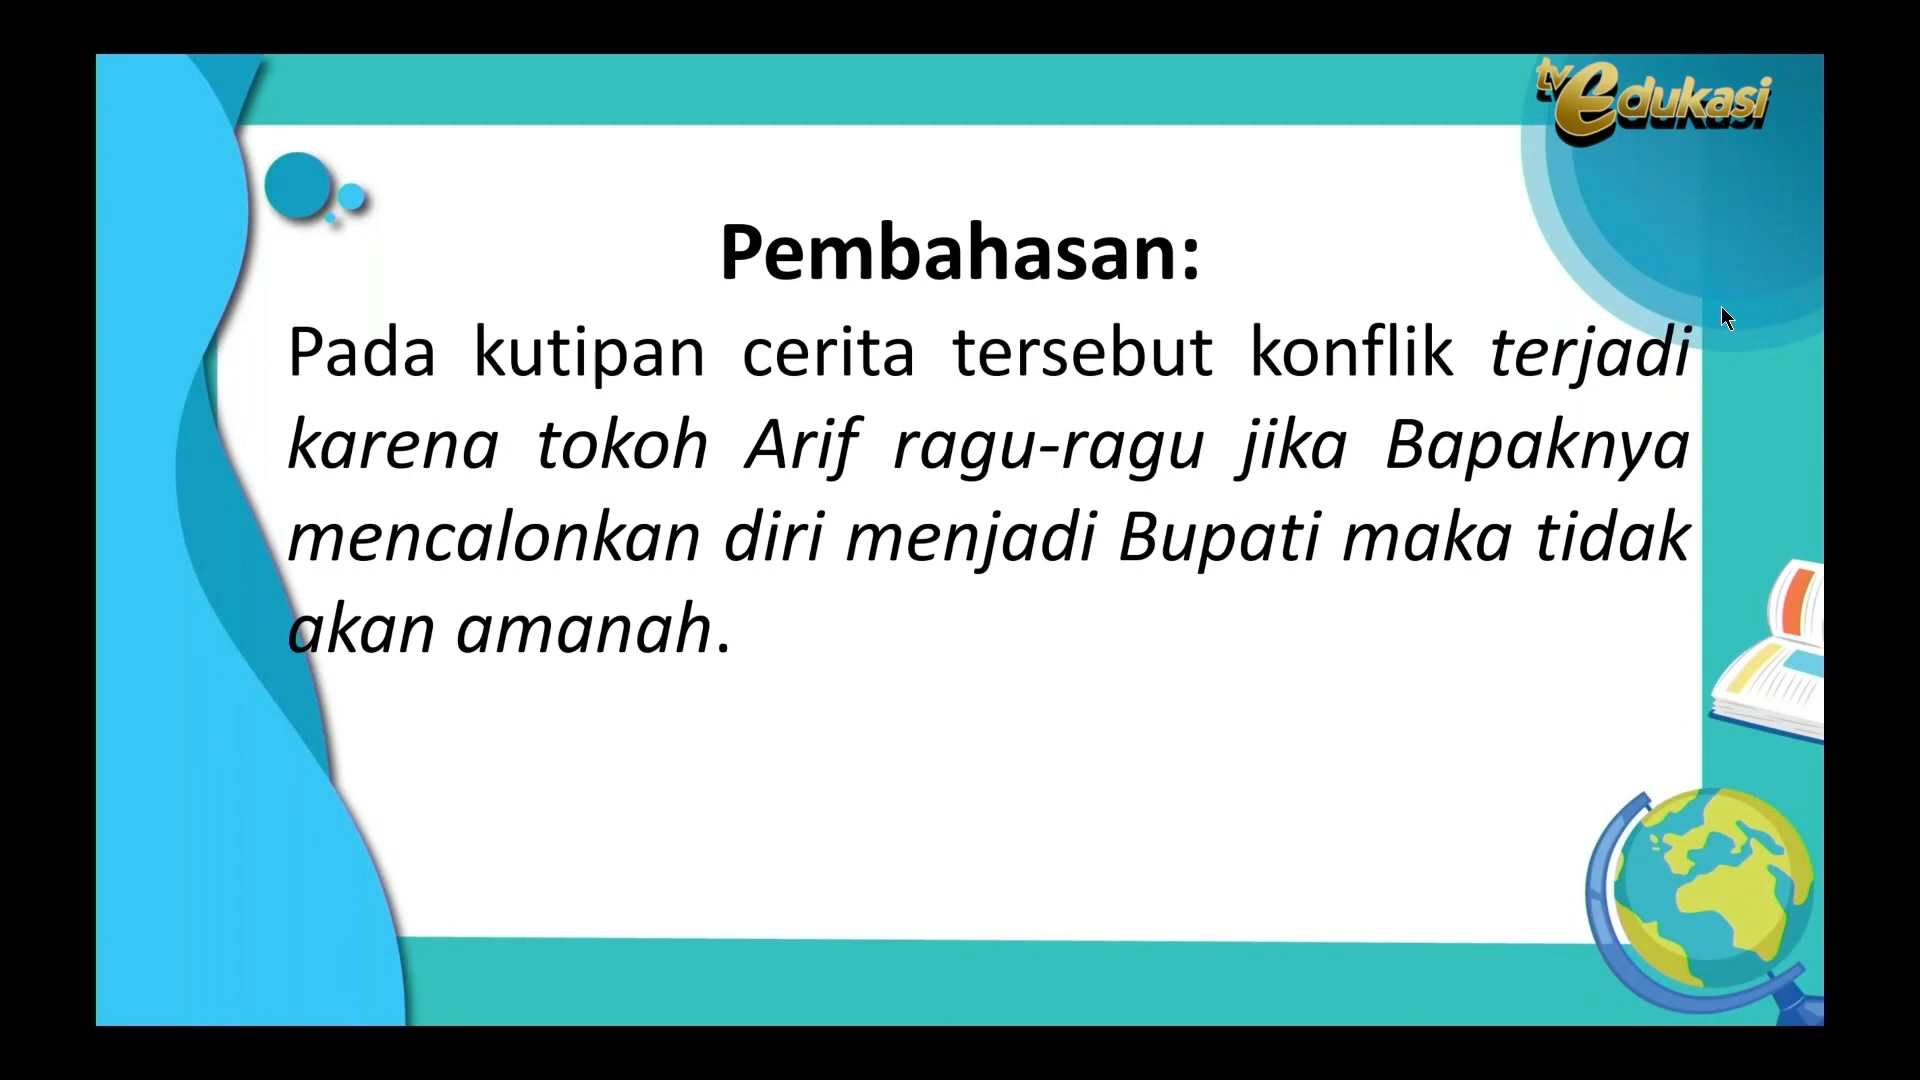 tv edukasi
Pembahasan:
Pada kutipan cerita tersebut konflik terjadi
karena tokoh Arif ragu-ragu jika Bapaknya
mencalonkan diri menjadi Bupati maka tidak
akan amanah.